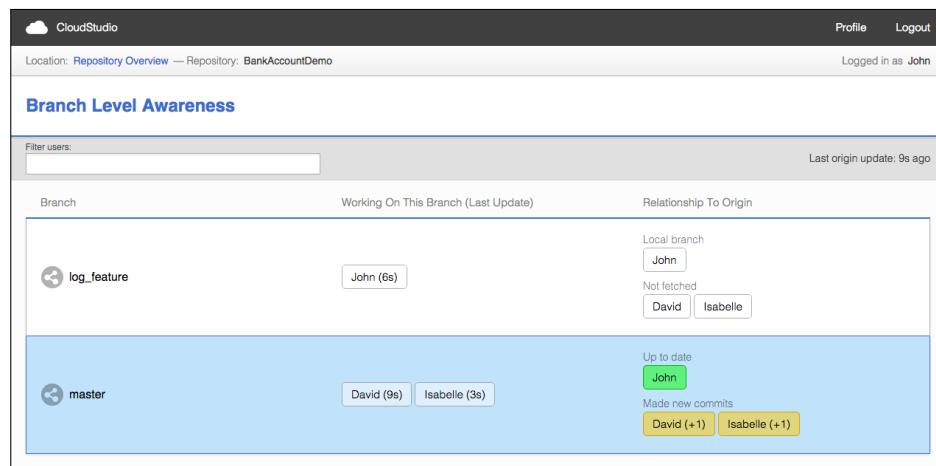 CloudStudio Profile Logout
Location: Repository Overview — Repository: BankAccountDemo Logged in as John
Branch Level Awareness
Filter users:
Last origin update: 9s ago
Branch Working On This Branch (Last Update) Relationship To Origin
Local branch
log_feature John (6s) John
Not fetched
David Isabelle
Up to date
John
master David (9s) Isabelle (3s)
Made new commits
David (+1) Isabelle (+1)